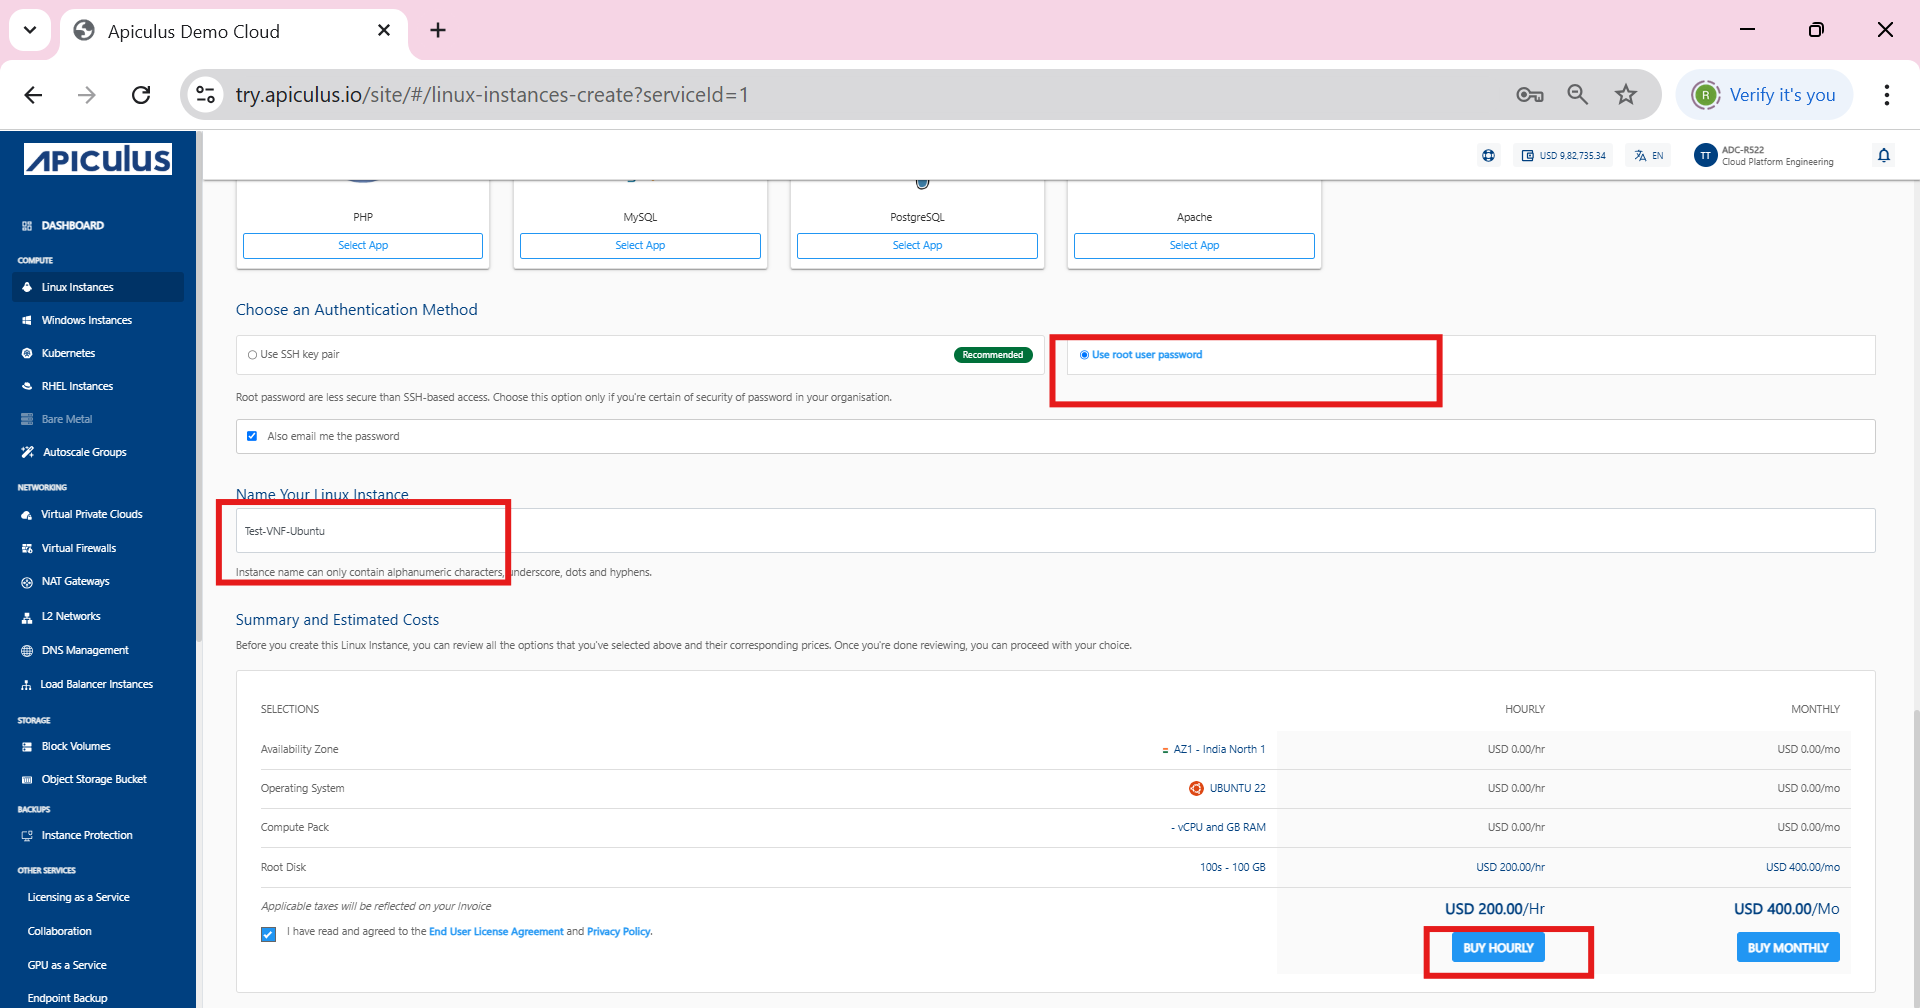 Apiculus Demo Cloud
try.apiculus.io/site/#/linux-instances-create?serviceId=1
R
Verify it's you
APICULUS
USD 9,82,735.34
EN
TT
ADC-R522
Cloud Platform Engineering
DASHBOARD
COMPUTE
Linux Instances
Windows Instances
Kubernetes
RHEL Instances
Bare Metal
Autoscale Groups
NETWORKING
Virtual Private Clouds
Virtual Firewalls
NAT Gateways
L2 Networks
DNS Management
Load Balancer Instances
STORAGE
Block Volumes
Object Storage Bucket
BACKUPS
Instance Protection
OTHER SERVICES
Licensing as a Service
Collaboration
GPU as a Service
Endpoint Backup
PHP MySQL PostgreSQL Apache
Select App Select App Select App Select App
Choose an Authentication Method
Use SSH key pair Recommended Use root user password
Root password are less secure than SSH-based access. Choose this option only if you're certain of security of password in your organisation.
Also email me the password
Name Your Linux Instance
Test-VNF-Ubuntu
Instance name can only contain alphanumeric characters, underscore, dots and hyphens.
Summary and Estimated Costs
Before you create this Linux Instance, you can review all the options that you've selected above and their corresponding prices. Once you're done reviewing, you can proceed with your choice.
SELECTIONS HOURLY MONTHLY
Availability Zone AZ1 - India North 1 USD 0.00/hr USD 0.00/mo
Operating System UBUNTU 22 USD 0.00/hr USD 0.00/mo
Compute Pack - vCPU and GB RAM USD 0.00/hr USD 0.00/mo
Root Disk 100s - 100 GB USD 200.00/hr USD 400.00/mo
Applicable taxes will be reflected on your Invoice USD 200.00/Hr USD 400.00/Mo
I have read and agreed to the End User License Agreement and Privacy Policy.
BUY HOURLY BUY MONTHLY